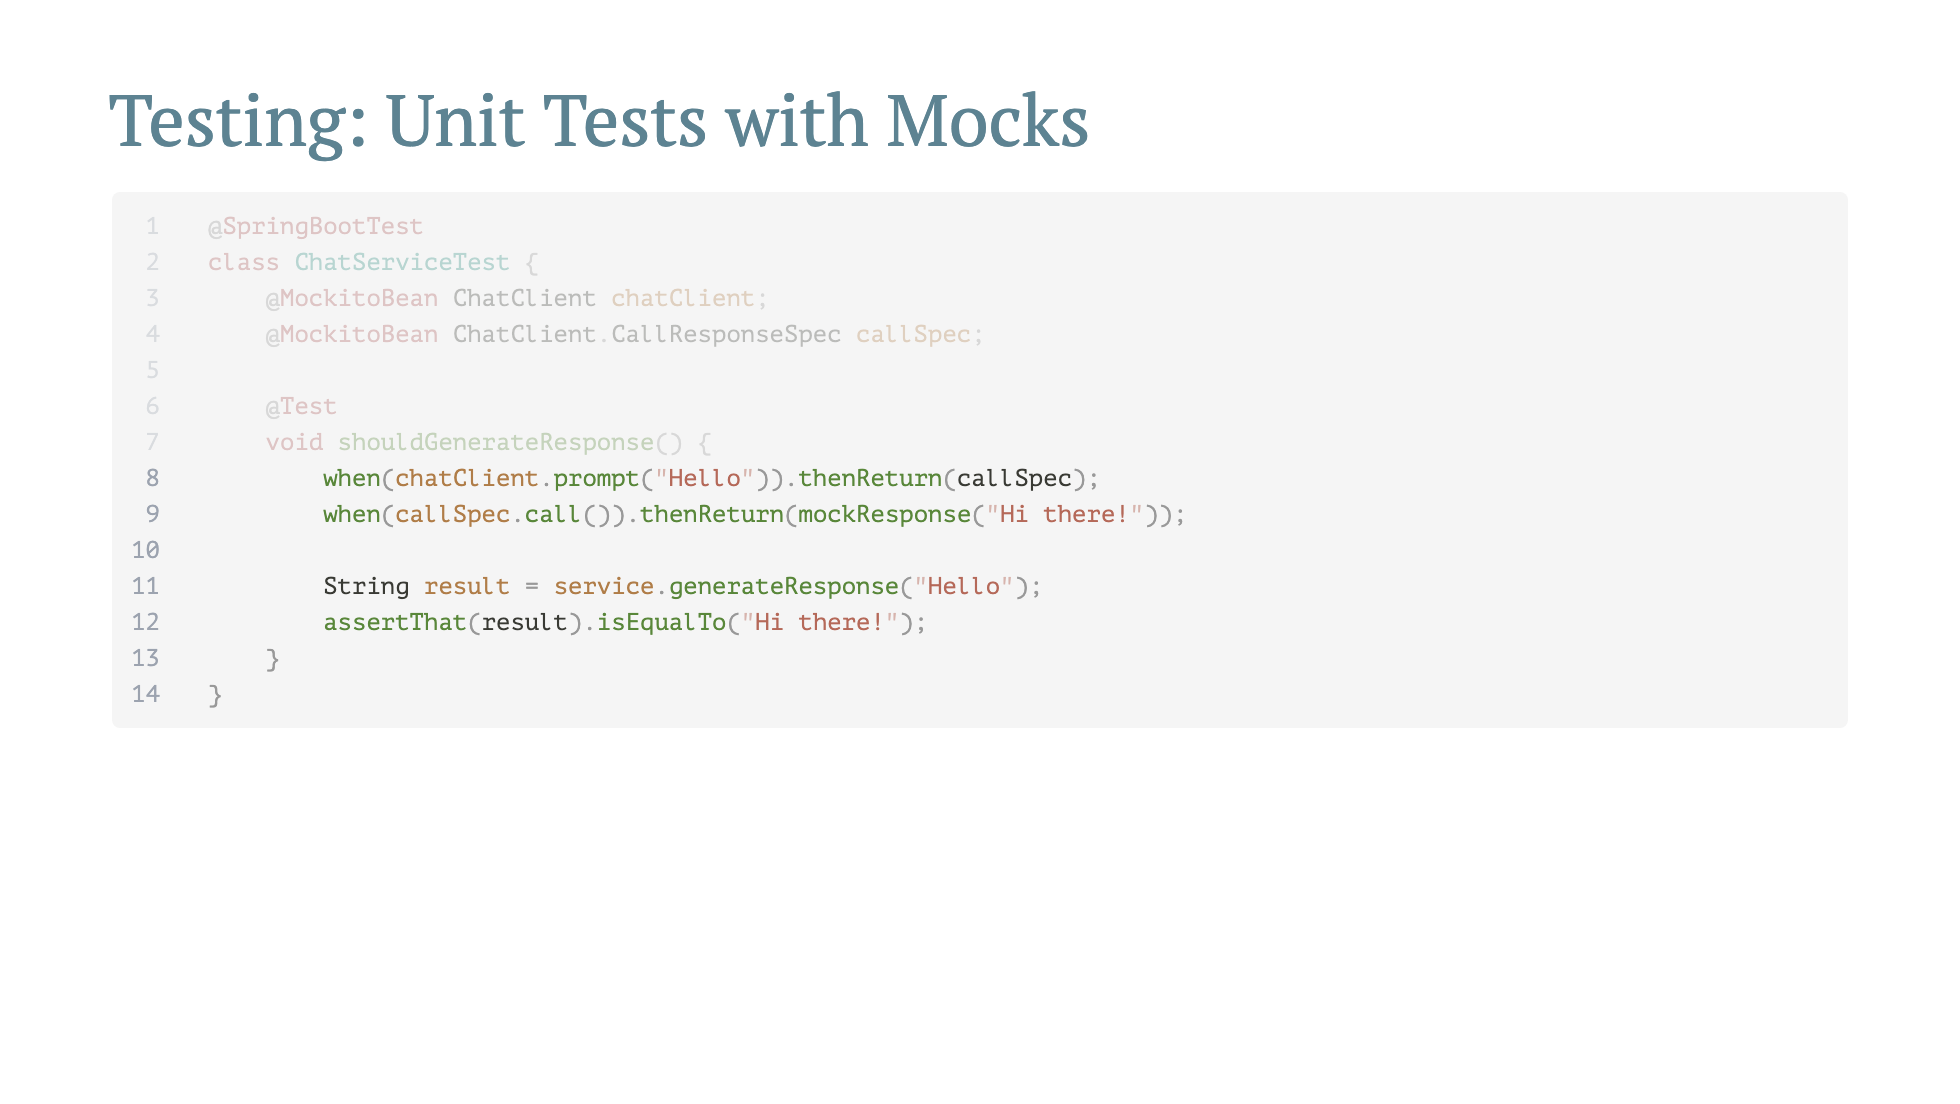 Testing: Unit Tests with Mocks
1 @SpringBootTest
2 class ChatServiceTest {
3     @MockitoBean ChatClient chatClient;
4     @MockitoBean ChatClient.CallResponseSpec callSpec;
5
6     @Test
7     void shouldGenerateResponse() {
8         when(chatClient.prompt("Hello")).thenReturn(callSpec);
9         when(callSpec.call()).thenReturn(mockResponse("Hi there!"));
10
11         String result = service.generateResponse("Hello");
12         assertThat(result).isEqualTo("Hi there!");
13     }
14 }